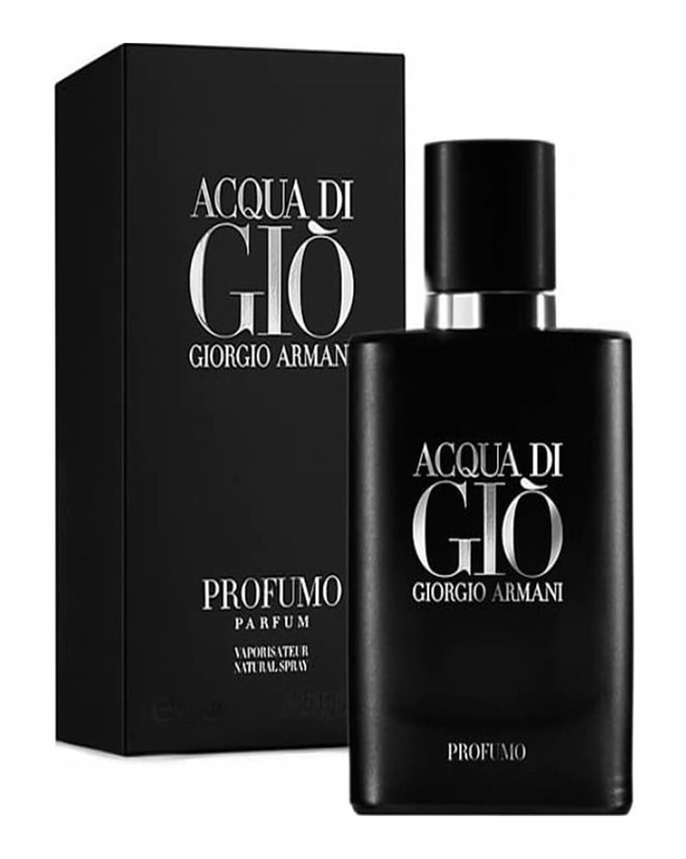 ACQUA DI
GIÒ
GIORGIO ARMANI
PROFUMO
PARFUM
VAPORISATEUR
NATURAL SPRAY
ACQUA DI
GIÒ
GIORGIO ARMANI
PROFUMO